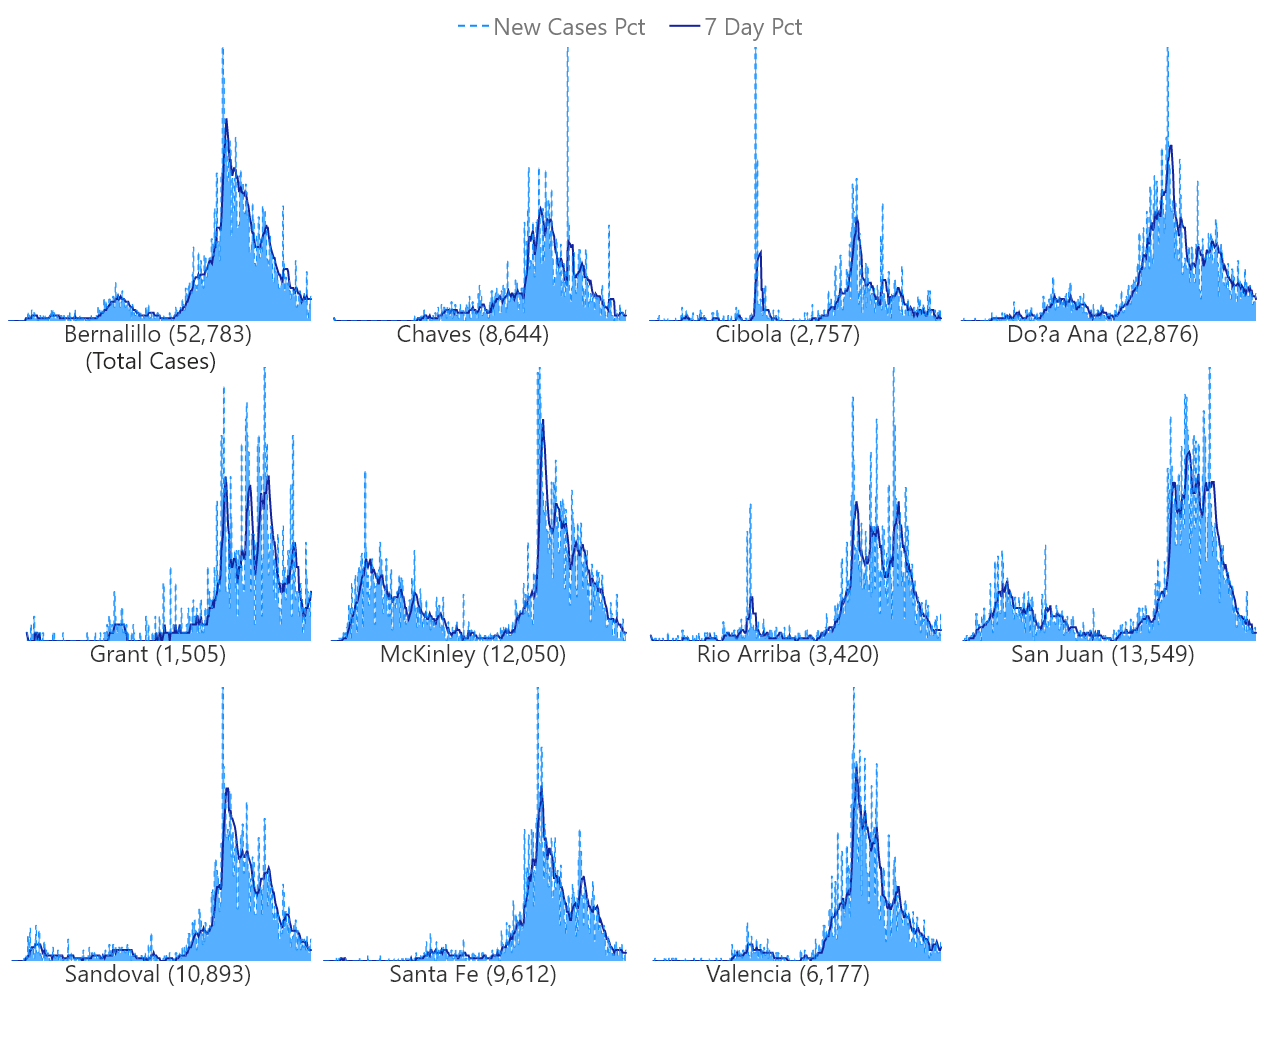 New Cases Pct 7 Day Pct
Bernalillo (52,783) Chaves (8,644) Cibola (2,757) Do?a Ana (22,876)
(Total Cases)
Grant (1,505) McKinley (12,050) Rio Arriba (3,420) San Juan (13,549)
Sandoval (10,893) Santa Fe (9,612) Valencia (6,177)